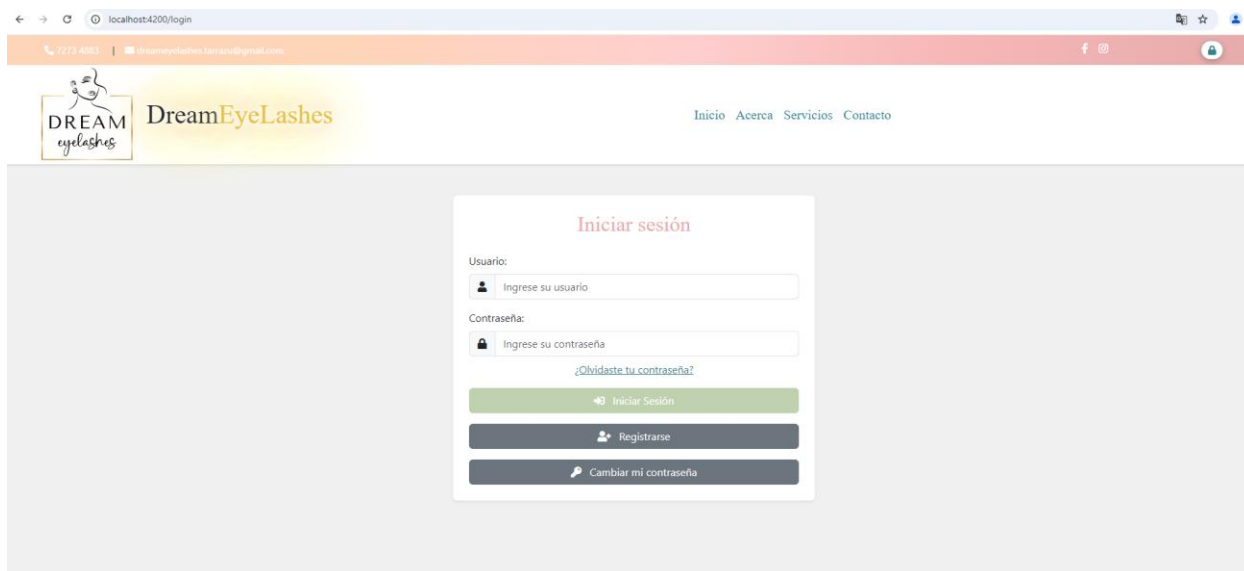 localhost:4200/login
7273 4883 | dreameyelashes.tarrazu@gmail.com
DREAM
eyelashes
DreamEyeLashes
Inicio Acerca Servicios Contacto
Iniciar sesión
Usuario:
Ingrese su usuario
Contraseña:
Ingrese su contraseña
¿Olvidaste tu contraseña?
Iniciar Sesión
Registrarse
Cambiar mi contraseña